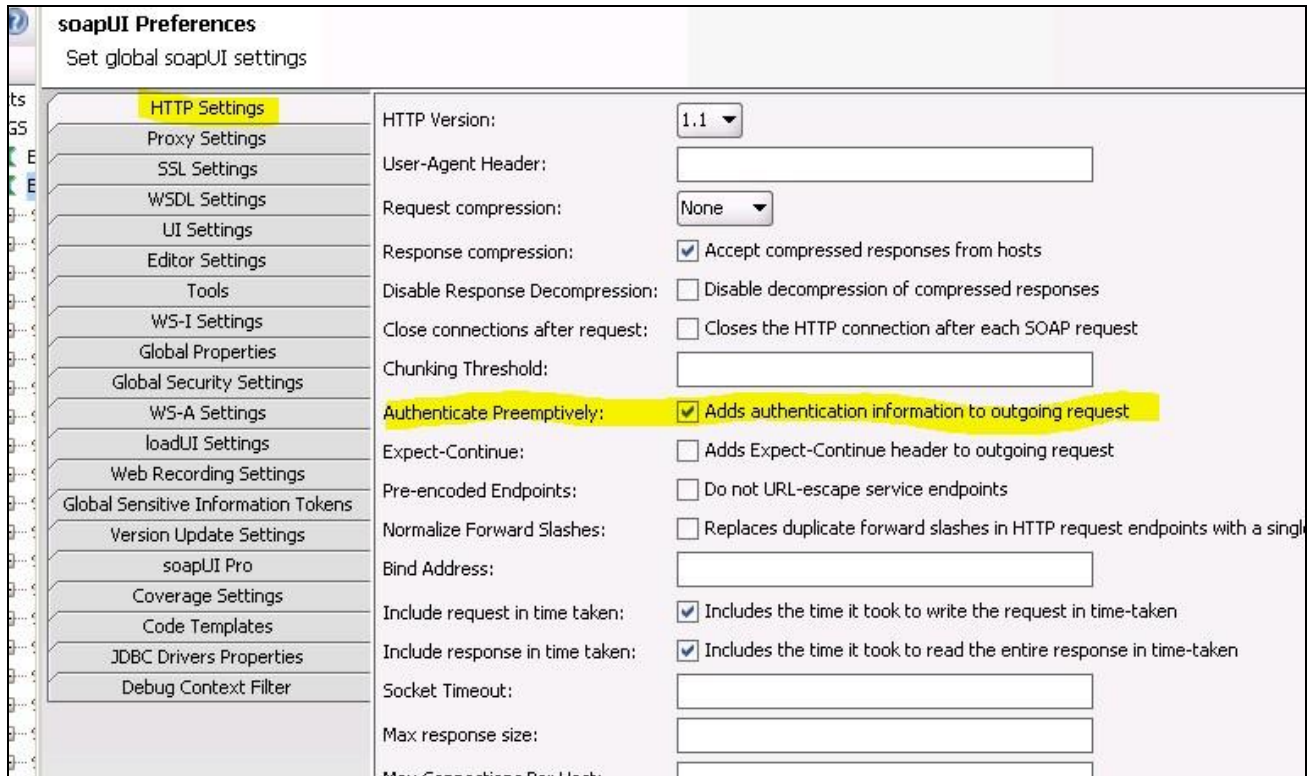 soapUI Preferences
Set global soapUI settings
ts
GS
E
E
HTTP Settings
Proxy Settings
SSL Settings
WSDL Settings
UI Settings
Editor Settings
Tools
WS-I Settings
Global Properties
Global Security Settings
WS-A Settings
loadUI Settings
Web Recording Settings
Global Sensitive Information Tokens
Version Update Settings
soapUI Pro
Coverage Settings
Code Templates
JDBC Drivers Properties
Debug Context Filter
HTTP Version: 1.1
User-Agent Header:
Request compression: None
Response compression: Accept compressed responses from hosts
Disable Response Decompression: Disable decompression of compressed responses
Close connections after request: Closes the HTTP connection after each SOAP request
Chunking Threshold:
Authenticate Preemptively: Adds authentication information to outgoing request
Expect-Continue: Adds Expect-Continue header to outgoing request
Pre-encoded Endpoints: Do not URL-escape service endpoints
Normalize Forward Slashes: Replaces duplicate forward slashes in HTTP request endpoints with a singl
Bind Address:
Include request in time taken: Includes the time it took to write the request in time-taken
Include response in time taken: Includes the time it took to read the entire response in time-taken
Socket Timeout:
Max response size:
Max Connections Per Host: